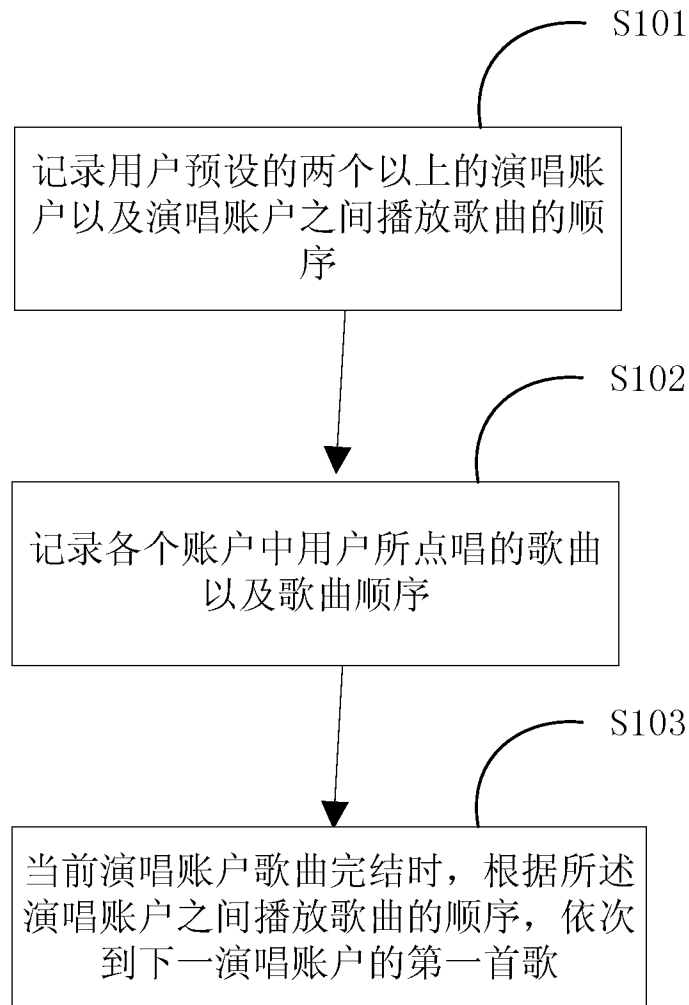 S101
记录用户预设的两个以上的演唱账
户以及演唱账户之间播放歌曲的顺
序
S102
记录各个账户中用户所点唱的歌曲
以及歌曲顺序
S103
当前演唱账户歌曲完结时，根据所述
演唱账户之间播放歌曲的顺序，依次
到下一演唱账户的第一首歌